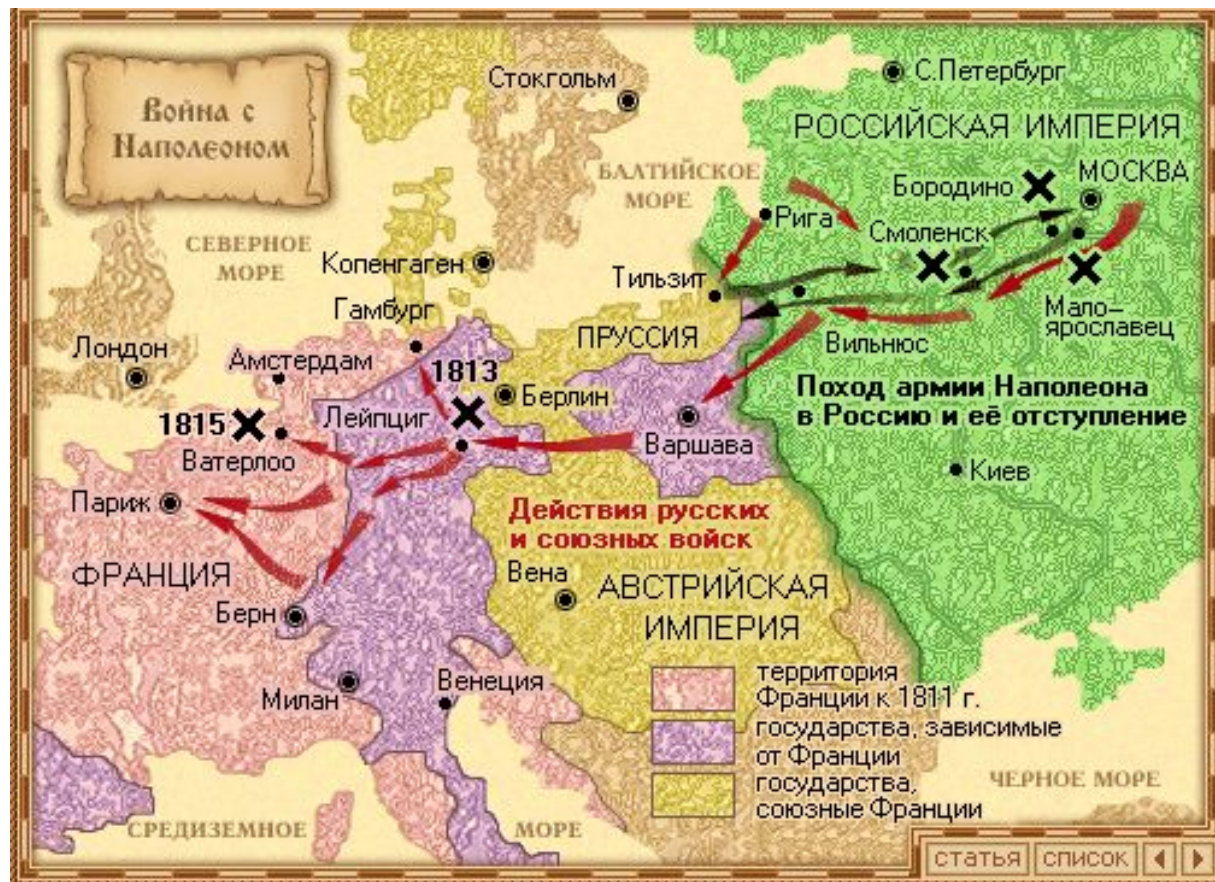 Война с
Наполеоном
Стокгольм
С.Петербург
РОССИЙСКАЯ ИМПЕРИЯ
БАЛТИЙСКОЕ
МОРЕ
Бородино
МОСКВА
Рига
Смоленск
СЕВЕРНОЕ
МОРЕ
Копенгаген
Тильзит
Гамбург
Мало-
ярославец
ПРУССИЯ
Вильнюс
Лондон
Амстердам
1813
Берлин
Поход армии Наполеона
в Россию и её отступление
1815
Лейпциг
Ватерлоо
Варшава
Киев
Париж
Действия русских
и союзных войск
ФРАНЦИЯ
Вена
АВСТРИЙСКАЯ
ИМПЕРИЯ
Берн
Милан
Венеция
территория
Франции к 1811 г.
государства, зависимые
от Франции
государства,
союзные Франции
ЧЕРНОЕ МОРЕ
СРЕДИЗЕМНОЕ
МОРЕ
статья
список